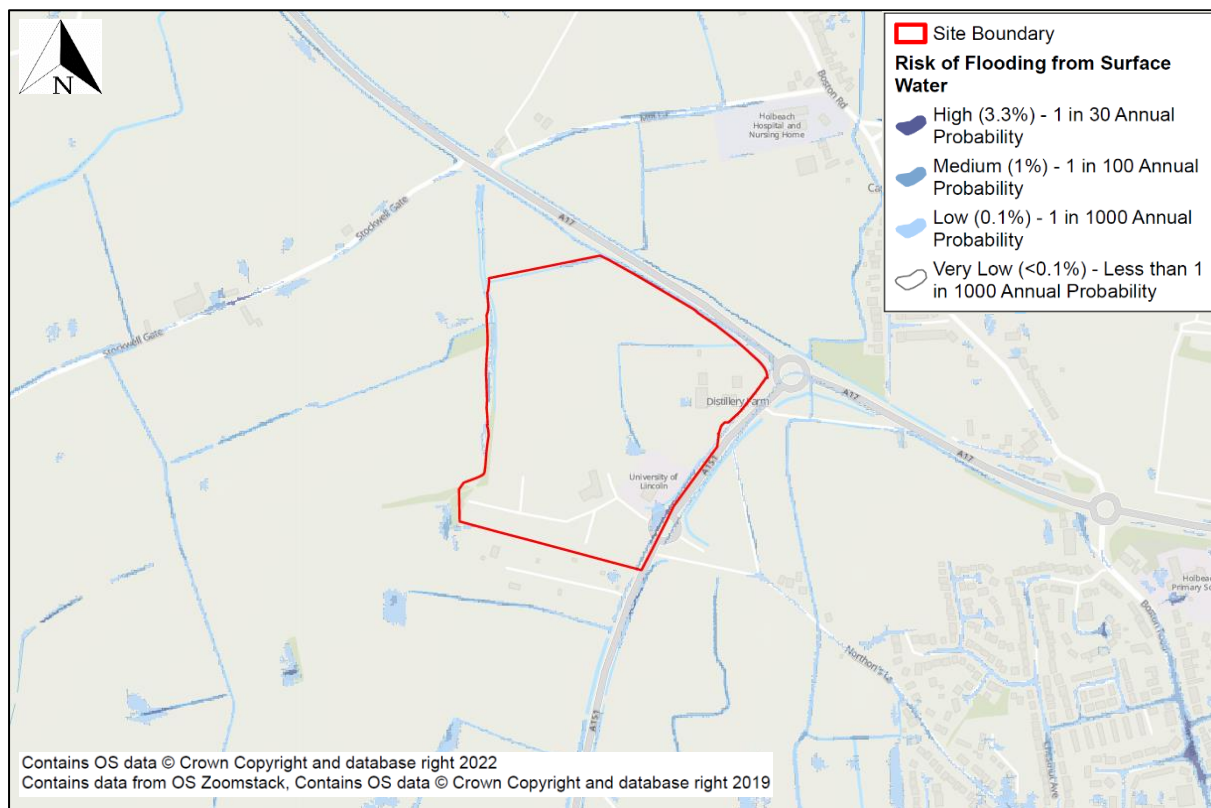 N
Site Boundary
Risk of Flooding from Surface
Water
High (3.3%) - 1 in 30 Annual
Probability
Medium (1%) - 1 in 100 Annual
Probability
Low (0.1%) - 1 in 1000 Annual
Probability
Very Low (<0.1%) - Less than 1
in 1000 Annual Probability
Boston Rd
Holbeach
Hospital and
Nursing Home
A17
Stockwell Gate
Stockwell Gate
Distillery Farm
A17
A151
University of
Lincoln
A17
Holbeach
Primary Sc
Boston Road
Northon's La
A151
Chestnut Ave
Contains OS data © Crown Copyright and database right 2022
Contains data from OS Zoomstack, Contains OS data © Crown Copyright and database right 2019